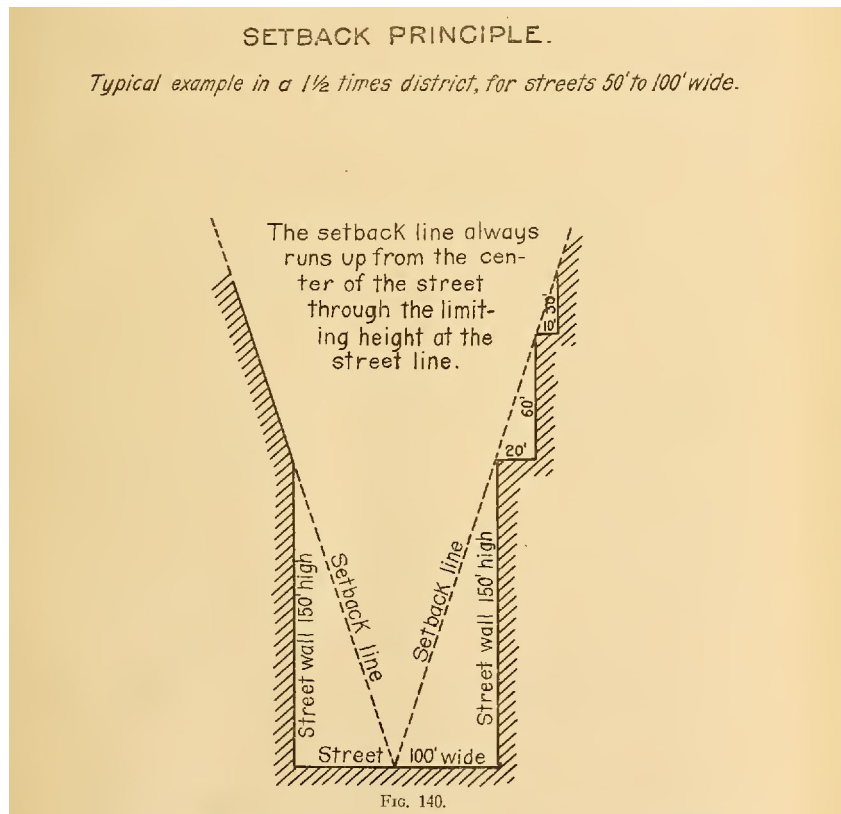 SETBACK PRINCIPLE.
Typical example in a 1½ times district, for streets 50' to 100' wide.
The setback line always
runs up from the cen-
ter of the street
through the limit-
ing height at the
street line.
30'
10'
60'
20'
Street wall 150' high
Setback line
Setback line
Street wall 150' high
Street 100' wide
FIG. 140.